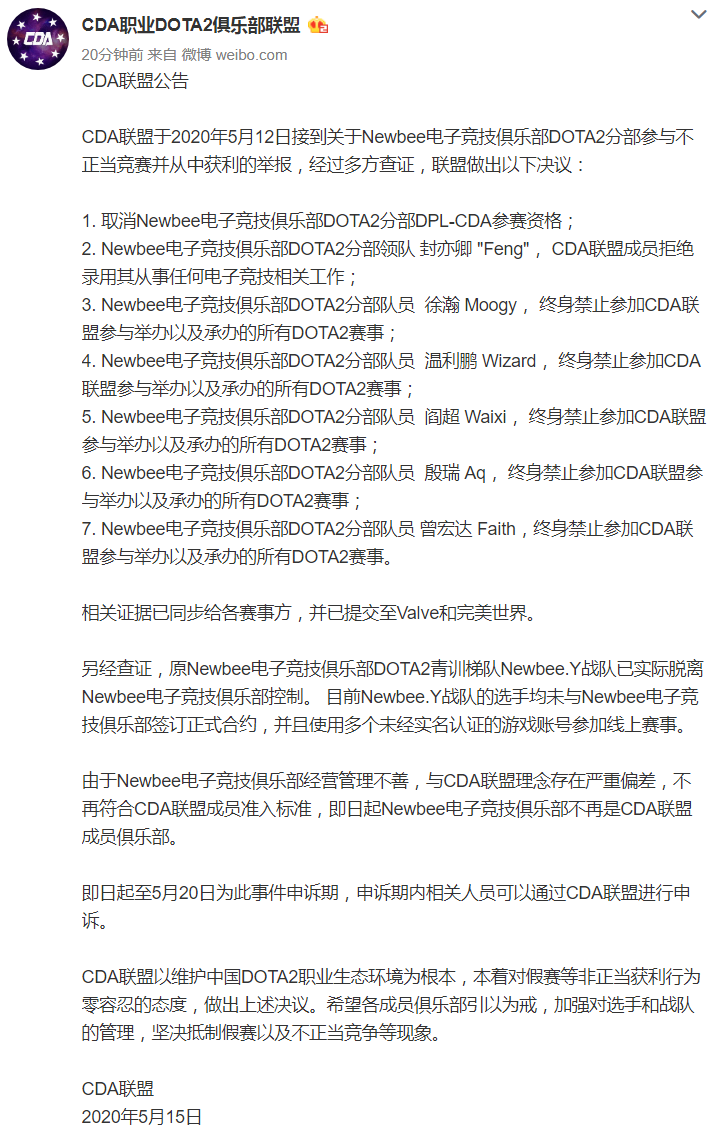 CDA
CDA职业DOTA2俱乐部联盟
20分钟前 来自 微博 weibo.com
CDA联盟公告
CDA联盟于2020年5月12日接到关于Newbee电子竞技俱乐部DOTA2分部参与不
正当竞赛并从中获利的举报，经过多方查证，联盟做出以下决议：
1. 取消Newbee电子竞技俱乐部DOTA2分部DPL-CDA参赛资格；
2. Newbee电子竞技俱乐部DOTA2分部领队 封亦卿 "Feng"， CDA联盟成员拒绝
录用其从事任何电子竞技相关工作；
3. Newbee电子竞技俱乐部DOTA2分部队员  徐瀚 Moogy， 终身禁止参加CDA联
盟参与举办以及承办的所有DOTA2赛事；
4. Newbee电子竞技俱乐部DOTA2分部队员  温利鹏 Wizard， 终身禁止参加CDA
联盟参与举办以及承办的所有DOTA2赛事；
5. Newbee电子竞技俱乐部DOTA2分部队员  阎超 Waixi， 终身禁止参加CDA联盟
参与举办以及承办的所有DOTA2赛事；
6. Newbee电子竞技俱乐部DOTA2分部队员  殷瑞 Aq， 终身禁止参加CDA联盟参
与举办以及承办的所有DOTA2赛事；
7. Newbee电子竞技俱乐部DOTA2分部队员 曾宏达 Faith，终身禁止参加CDA联
盟参与举办以及承办的所有DOTA2赛事。
相关证据已同步给各赛事方，并已提交至Valve和完美世界。
另经查证，原Newbee电子竞技俱乐部DOTA2青训梯队Newbee.Y战队已实际脱离
Newbee电子竞技俱乐部控制。 目前Newbee.Y战队的选手均未与Newbee电子竞
技俱乐部签订正式合约，并且使用多个未经实名认证的游戏账号参加线上赛事。
由于Newbee电子竞技俱乐部经营管理不善，与CDA联盟理念存在严重偏差，不
再符合CDA联盟成员准入标准，即日起Newbee电子竞技俱乐部不再是CDA联盟
成员俱乐部。
即日起至5月20日为此事件申诉期，申诉期内相关人员可以通过CDA联盟进行申
诉。
CDA联盟以维护中国DOTA2职业生态环境为根本，本着对假赛等非正当获利行为
零容忍的态度，做出上述决议。希望各成员俱乐部引以为戒，加强对选手和战队
的管理，坚决抵制假赛以及不正当竞争等现象。
CDA联盟
2020年5月15日